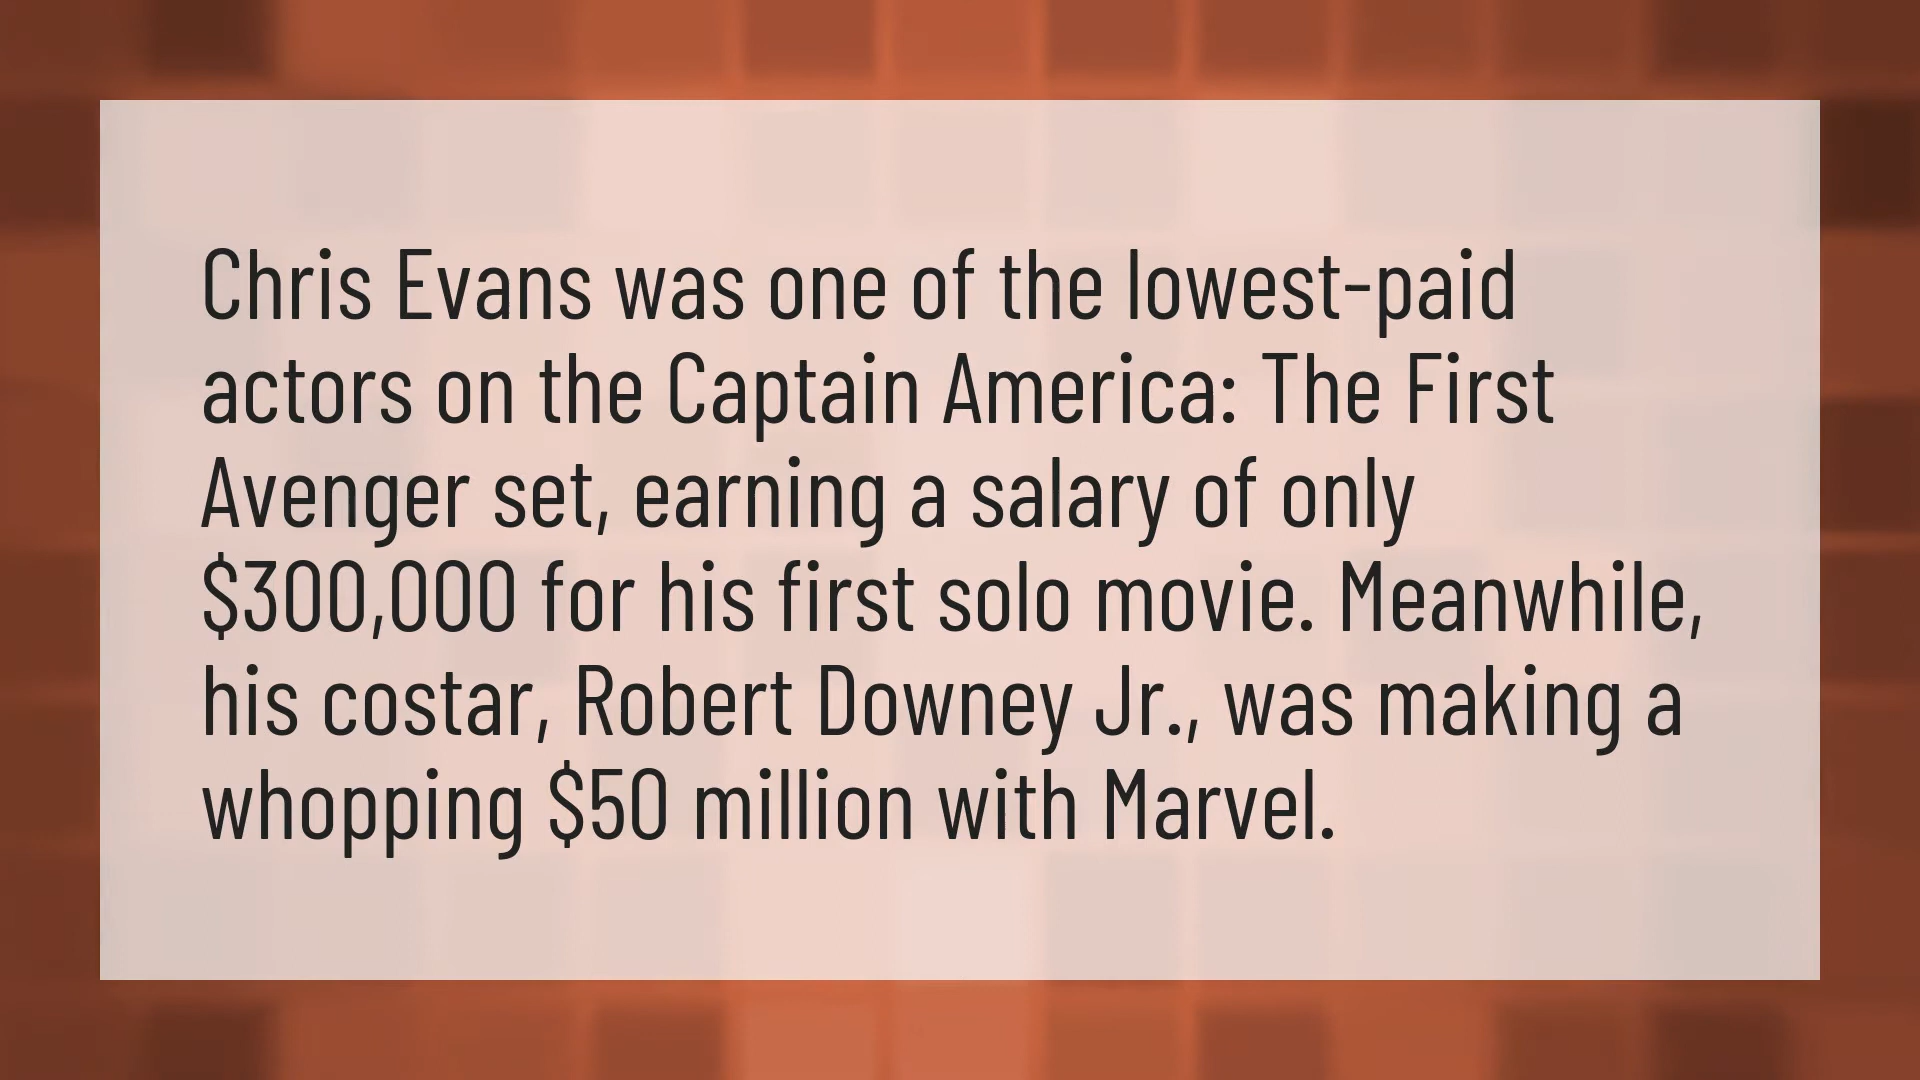 Chris Evans was one of the lowest-paid
actors on the Captain America: The First
Avenger set, earning a salary of only
$300,000 for his first solo movie. Meanwhile,
his costar, Robert Downey Jr., was making a
whopping $50 million with Marvel.